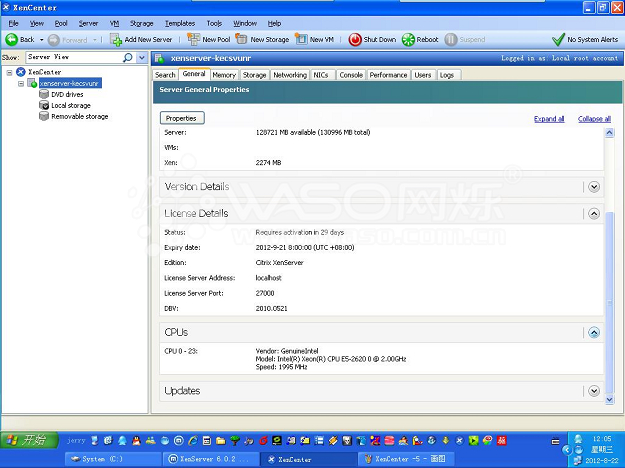 XenCenter
File View Pool Server VM Storage Templates Tools Window Help
Back Forward Add New Server New Pool New Storage New VM Shut Down Reboot Suspend No System Alerts
Show: Server View
xenserver-kecsvunr
Logged in as: Local root account
XenCenter
xenserver-kecsvunr
DVD drives
Local storage
Removable storage
Search General Memory Storage Networking NICs Console Performance Users Logs
Server General Properties
Properties
Expand all Collapse all
Server: 128721 MB available (130996 MB total)
VMs:
Xen: 2274 MB
Version Details
WASO网烁
www.waso.com.cn
License Details
Status: Requires activation in 29 days
Expiry date: 2012-9-21 8:00:00 (UTC +08:00)
Edition: Citrix XenServer
License Server Address: localhost
License Server Port: 27000
DBV: 2010.0521
CPUs
CPU 0 - 23: Vendor: GenuineIntel
Model: Intel(R) Xeon(R) CPU E5-2620 0 @ 2.00GHz
Speed: 1995 MHz
Updates
开始 jerry
System (C:) XenServer 6.0.2 ... XenCenter XenCenter -5 - 画图
12:05
星期三
2012-8-22